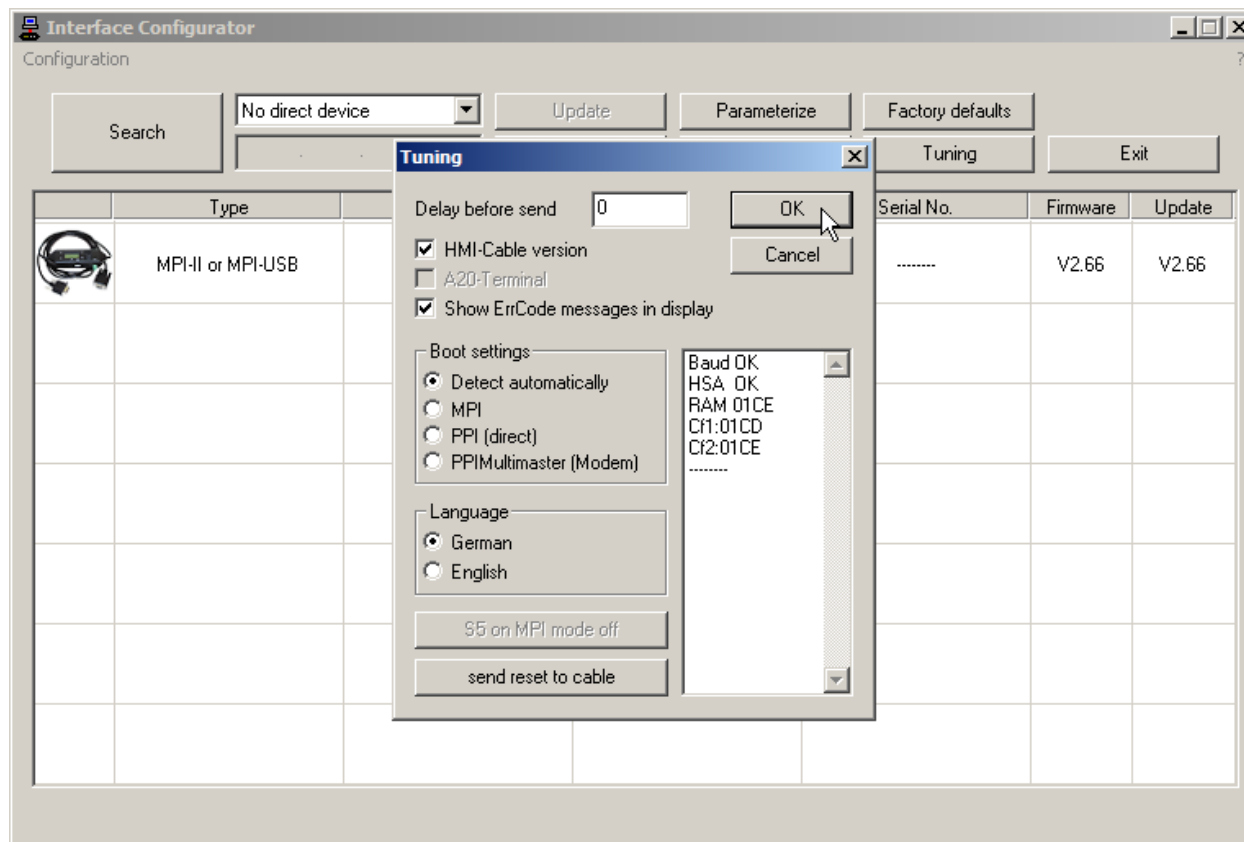 Interface Configurator
Configuration ?
Search
No direct device
Update
Parameterize
Factory defaults
. .
Tuning
Exit
Type
Serial No.
Firmware
Update
MPI-II or MPI-USB
--------
V2.66
V2.66
Tuning
Delay before send
0
OK
Cancel
HMI-Cable version
A20-Terminal
Show ErrCode messages in display
Boot settings
Detect automatically
MPI
PPI (direct)
PPIMultimaster (Modem)
Language
German
English
S5 on MPI mode off
send reset to cable
Baud OK
HSA OK
RAM 01CE
Cf1:01CD
Cf2:01CE
--------